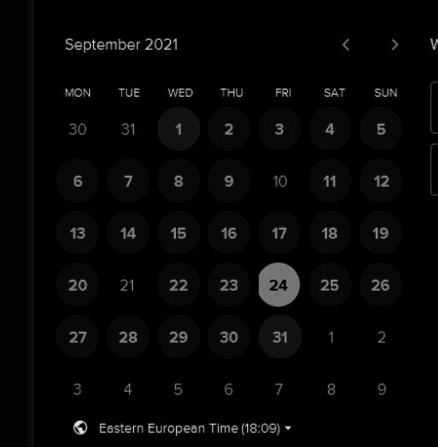 September 2021
W
MON TUE WED THU FRI SAT SUN
30 31 1 2 3 4 5
6 7 8 9 10 11 12
13 14 15 16 17 18 19
20 21 22 23 24 25 26
27 28 29 30 31 1 2
3 4 5 6 7 8 9
Eastern European Time (18:09)